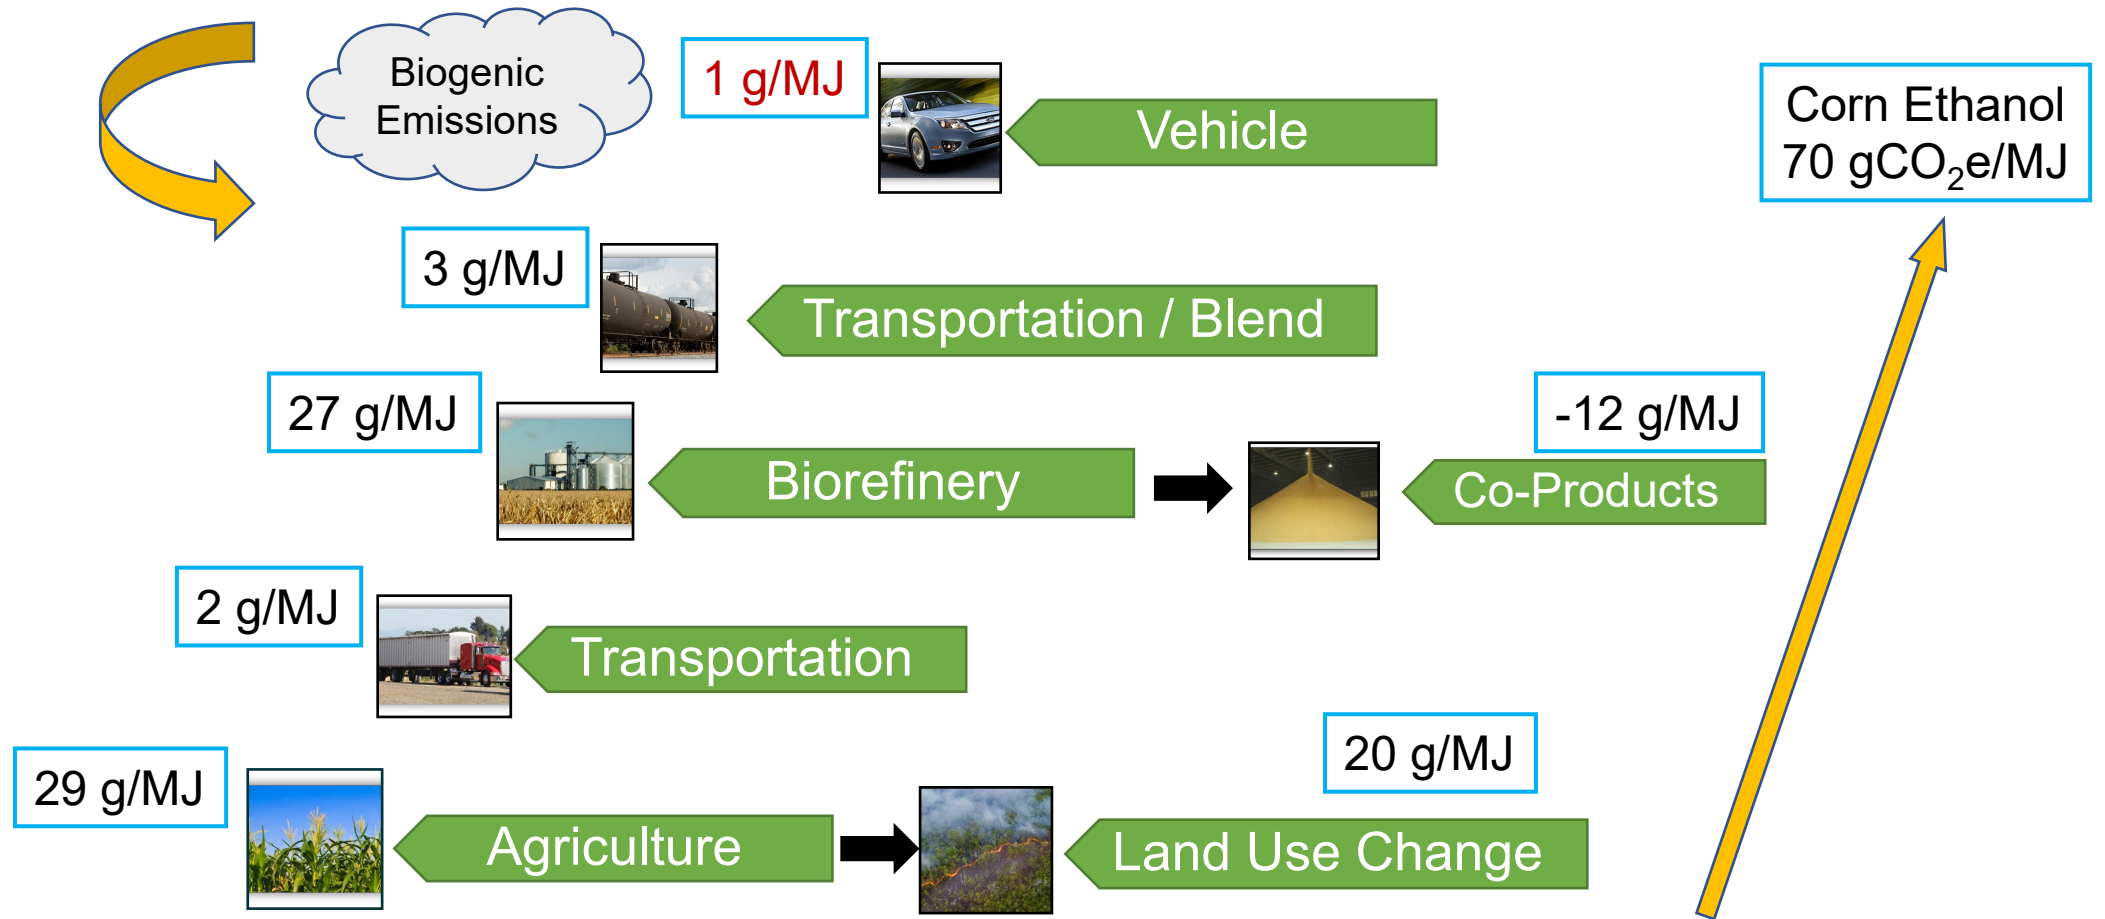 Biogenic
Emissions
1 g/MJ
Vehicle
Corn Ethanol
70 gCO₂e/MJ
3 g/MJ
Transportation / Blend
27 g/MJ
Biorefinery
-12 g/MJ
Co-Products
2 g/MJ
Transportation
20 g/MJ
29 g/MJ
Agriculture
Land Use Change